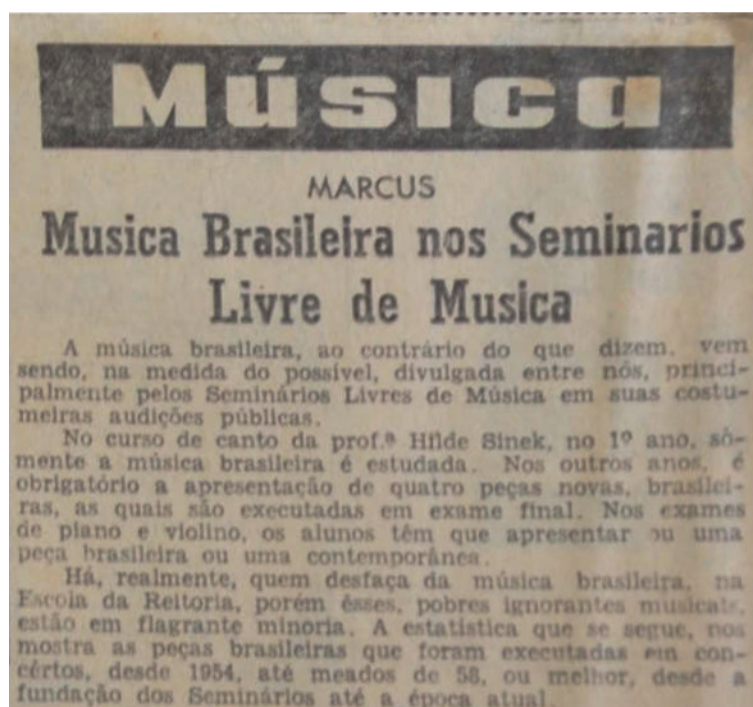 Música
MARCUS
Musica Brasileira nos Seminarios
Livre de Musica
A música brasileira, ao contrário do que dizem, vem
sendo, na medida do possível, divulgada entre nós, princi-
palmente pelos Seminários Livres de Música em suas costu-
meiras audições públicas.
No curso de canto da prof.ª Hilde Sinek, no 1º ano, sò-
mente a música brasileira é estudada. Nos outros anos, é
obrigatório a apresentação de quatro peças novas, brasilei-
ras, as quais são executadas em exame final. Nos exames
de piano e violino, os alunos têm que apresentar ou uma
peça brasileira ou uma contemporânea.
Há, realmente, quem desfaça da música brasileira, na
Escola da Reitoria, porém êsses, pobres ignorantes musicais,
estão em flagrante minoria. A estatística que se segue, nos
mostra as peças brasileiras que foram executadas em con-
cêrtos, desde 1954, até meados de 58, ou melhor, desde a
fundação dos Seminários até a época atual.